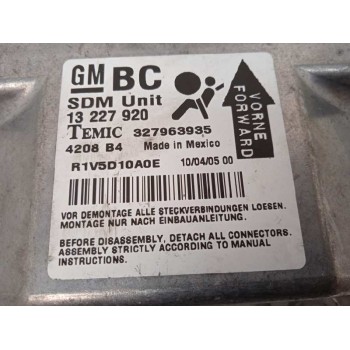 GM BC
SDM Unit
13 227 920
TEMIC 327963935
4208 B4 Made in Mexico
R1V5D10A0E 10/04/05 00
VORNE
FORWARD
VOR DEMONTAGE ALLE STECKVERBINDUNGEN LOESEN.
MONTAGE NUR NACH EINBAUANLEITUNG.
BEFORE DISASSEMBLY, DETACH ALL CONNECTORS.
ASSEMBLY STRICTLY ACCORDING TO MANUAL
INSTRUCTIONS.